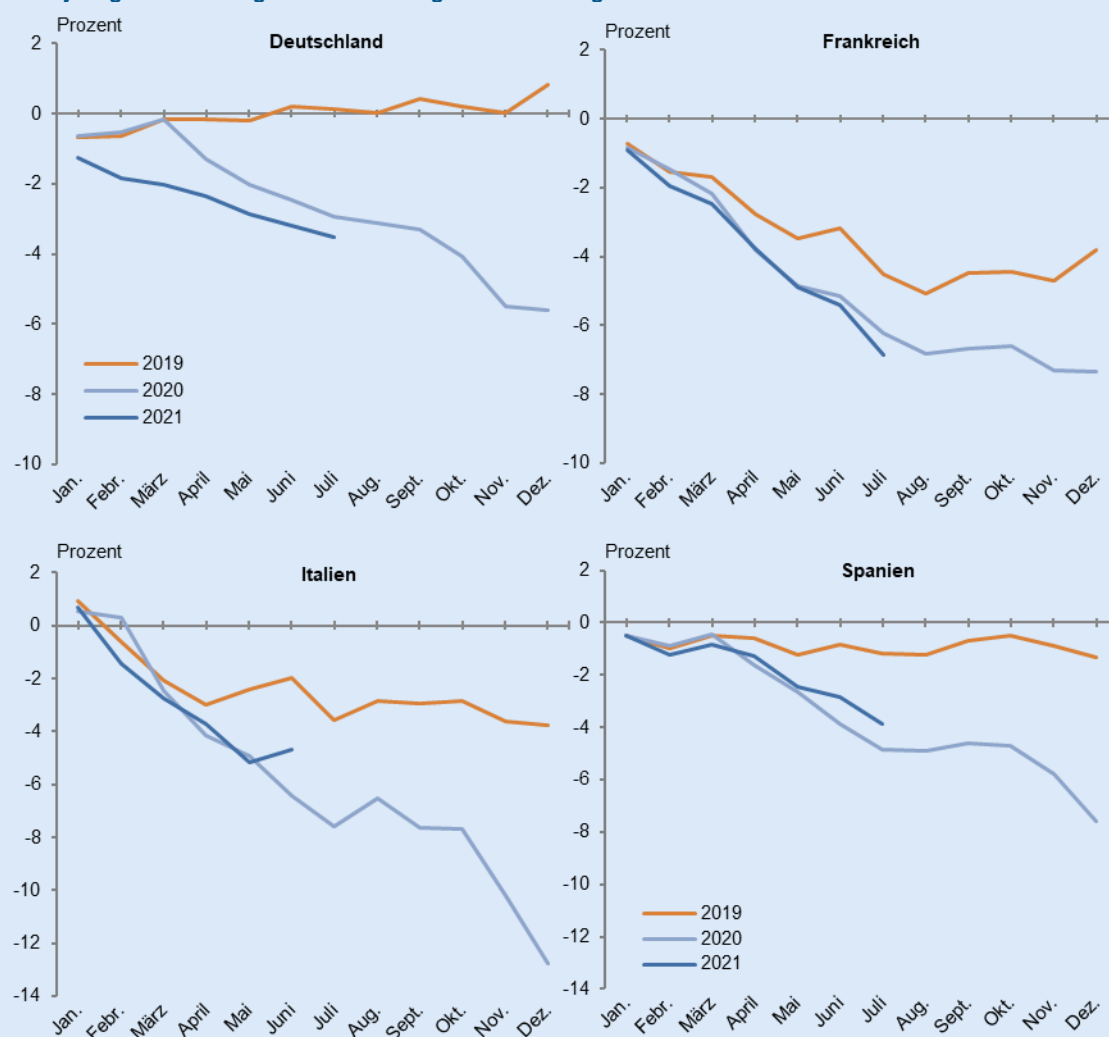 Prozent
Deutschland
2
0
-2
-4
-6
-8
-10
2019
2020
2021
Jan.
Febr.
März
April
Mai
Juni
Juli
Aug.
Sept.
Okt.
Nov.
Dez.
Prozent
Frankreich
2
0
-2
-4
-6
-8
-10
Jan.
Febr.
März
April
Mai
Juni
Juli
Aug.
Sept.
Okt.
Nov.
Dez.
Prozent
Italien
2
0
-2
-4
-6
-8
-10
-12
-14
Jan.
Febr.
März
April
Mai
Juni
Juli
Aug.
Sept.
Okt.
Nov.
Dez.
Prozent
Spanien
2
0
-2
-4
-6
-8
-10
-12
-14
2019
2020
2021
Jan.
Febr.
März
April
Mai
Juni
Juli
Aug.
Sept.
Okt.
Nov.
Dez.